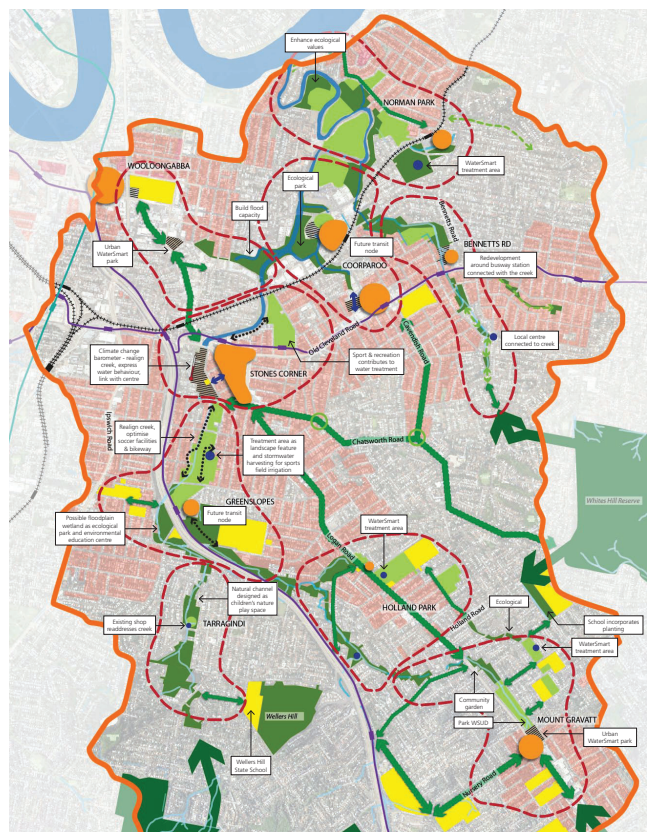 Enhance ecological
values
NORMAN PARK
WaterSmart
treatment area
WOOLOONGABBA
Ecological
park
Build flood
capacity
Bennetts Road
BENNETTS RD
Urban
WaterSmart
park
Future transit
node
COORPAROO
Redevelopment
around busway station
connected with the creek
Old Cleveland Road
Cavendish Road
Local centre
connected to creek
Climate change
barometer - realign
creek, express
water behaviour,
link with centre
STONES CORNER
Sport & recreation
contributes to
water treatment
Ipswich Road
Realign creek,
optimise
soccer facilities
& bikeway
Treatment area as
landscape feature
and stormwater
harvesting for sports
field irrigation
Chatsworth Road
Whites Hill Reserve
GREENSLOPES
Future transit
node
Possible floodplain
wetland as ecological
park and environmental
education centre
WaterSmart
treatment area
Logan Road
Natural channel
designed as
children's nature
play space
HOLLAND PARK
Holland Road
Ecological
School incorporates
planting
Existing shop
readdresses creek
TARRAGINDI
WaterSmart
treatment area
Community
garden
Park WSUD
MOUNT GRAVATT
Wellers Hill
Urban
WaterSmart park
Wellers Hill
State School
Nursery Road